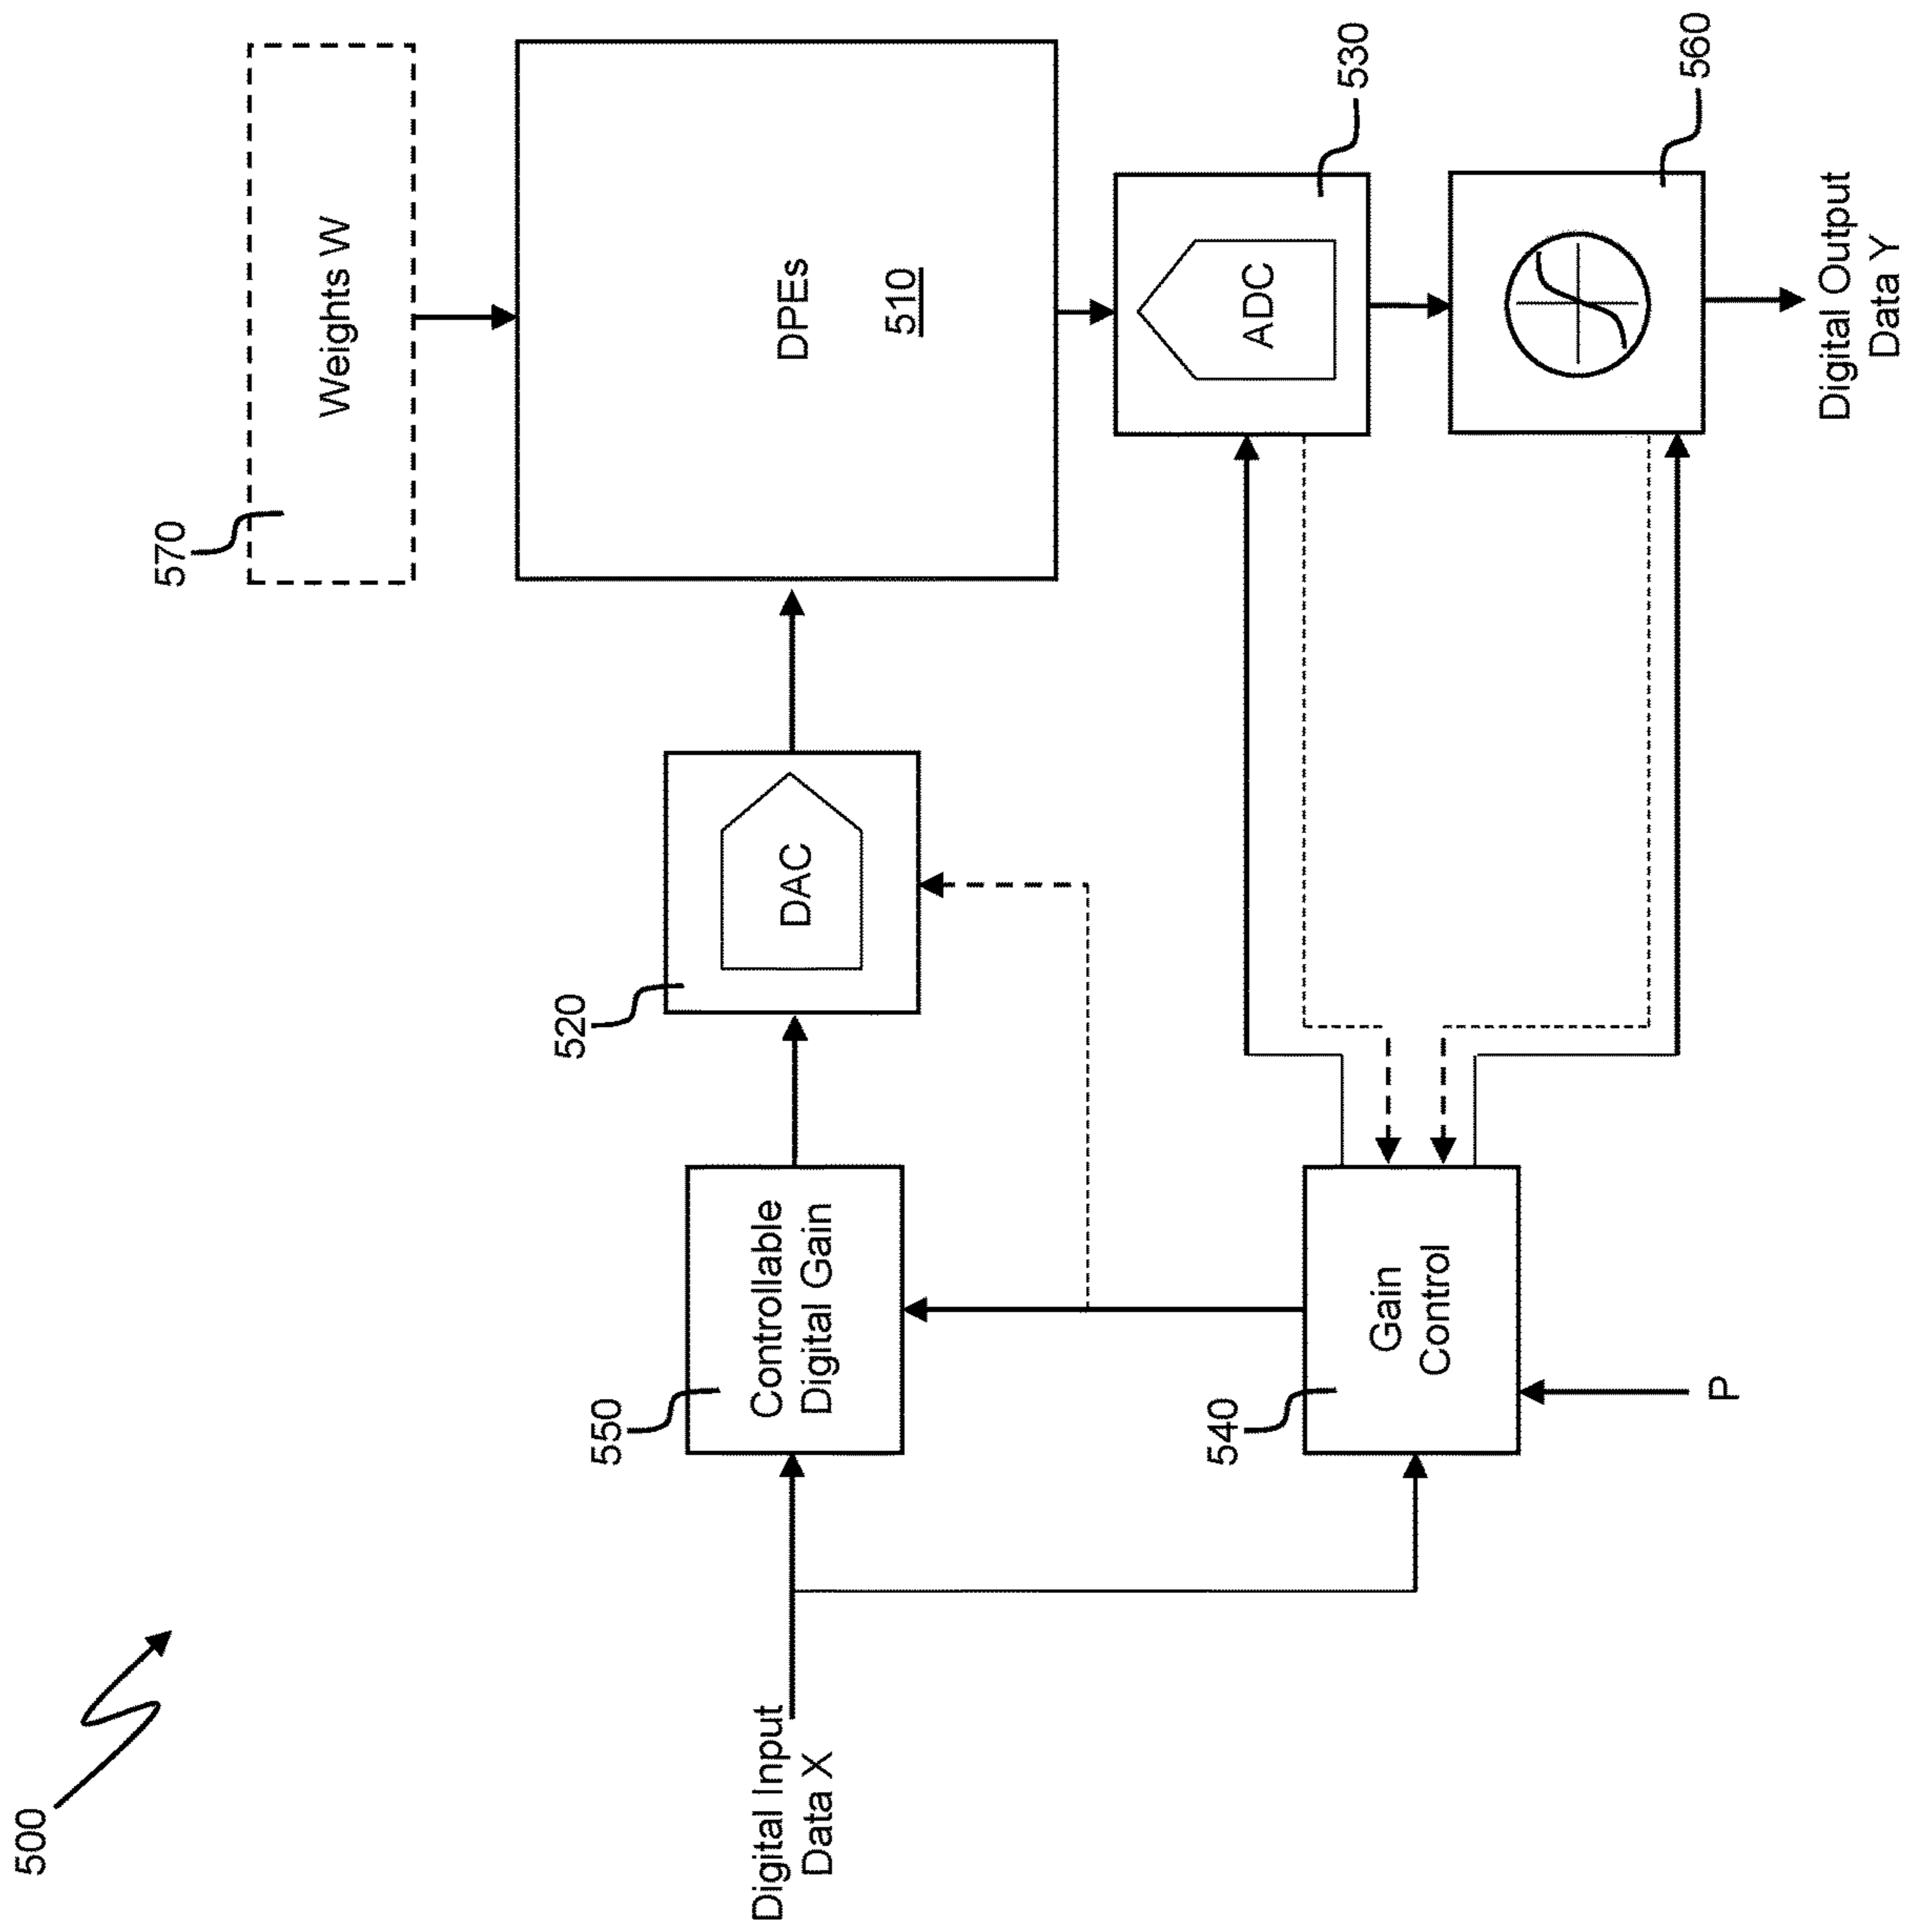 500
570
Weights W
DPEs
510
530
ADC
560
Digital Output
Data Y
520
DAC
550
Controllable
Digital Gain
540
Gain
Control
P
Digital Input
Data X